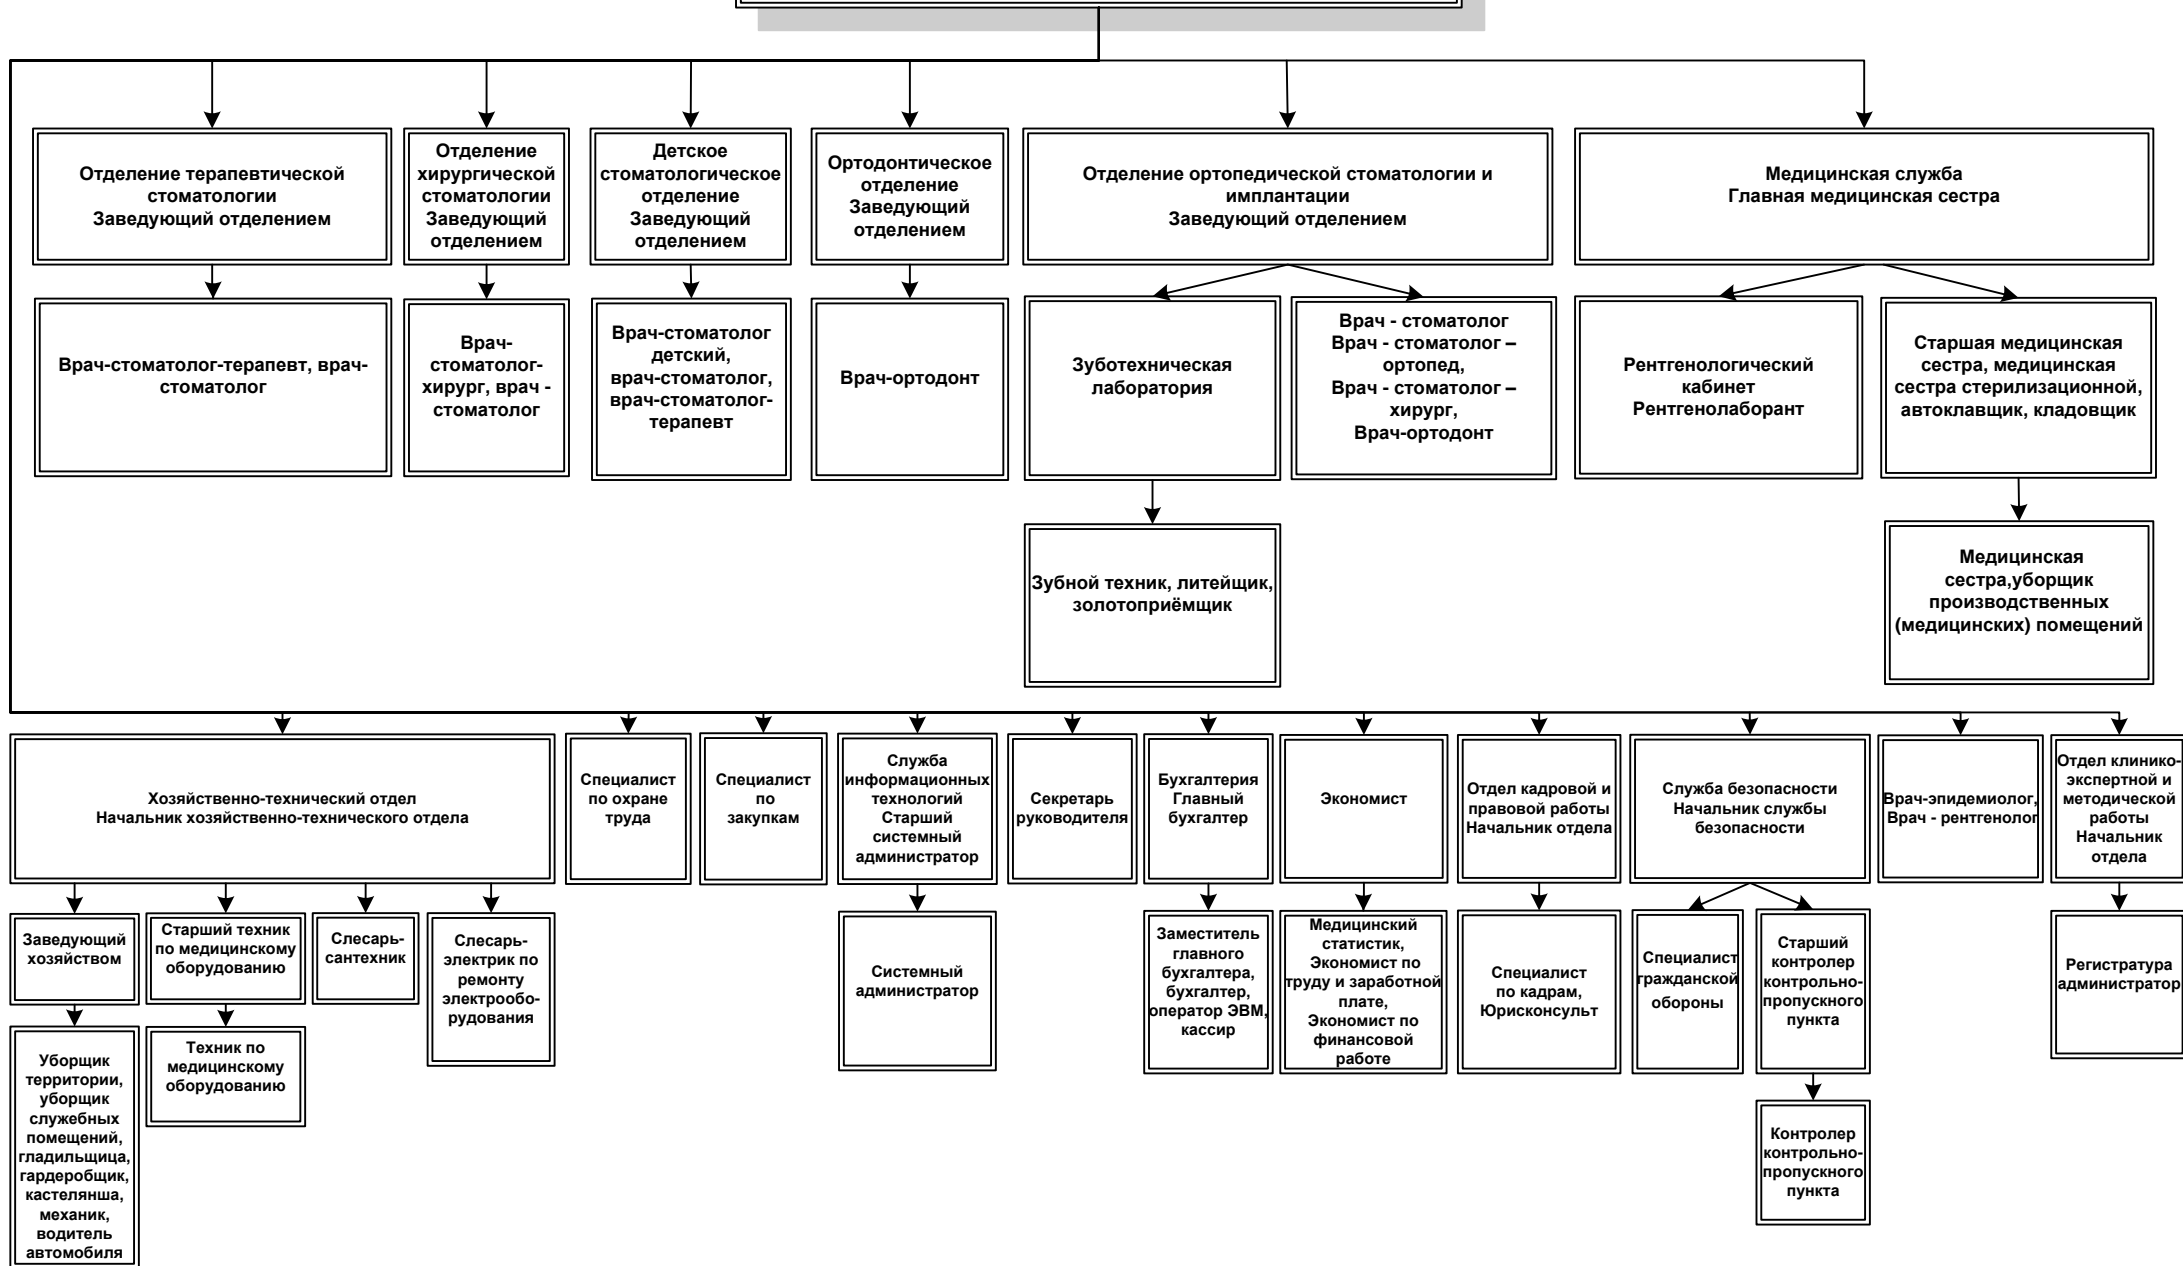 Отделение терапевтической
стоматологии
Заведующий отделением
Отделение
хирургической
стоматологии
Заведующий
отделением
Детское
стоматологическое
отделение
Заведующий
отделением
Ортодонтическое
отделение
Заведующий
отделением
Отделение ортопедической стоматологии и
имплантации
Заведующий отделением
Медицинская служба
Главная медицинская сестра
Врач-стоматолог-терапевт, врач-
стоматолог
Врач-
стоматолог-
хирург, врач -
стоматолог
Врач-стоматолог
детский,
врач-стоматолог,
врач-стоматолог-
терапевт
Врач-ортодонт
Зуботехническая
лаборатория
Врач - стоматолог
Врач - стоматолог –
ортопед,
Врач - стоматолог –
хирург,
Врач-ортодонт
Рентгенологический
кабинет
Рентгенолаборант
Старшая медицинская
сестра, медицинская
сестра стерилизационной,
автоклавщик, кладовщик
Зубной техник, литейщик,
золотоприёмщик
Медицинская
сестра,уборщик
производственных
(медицинских) помещений
Хозяйственно-технический отдел
Начальник хозяйственно-технического отдела
Специалист
по охране
труда
Специалист
по
закупкам
Служба
информационных
технологий
Старший
системный
администратор
Секретарь
руководителя
Бухгалтерия
Главный
бухгалтер
Экономист
Отдел кадровой и
правовой работы
Начальник отдела
Служба безопасности
Начальник службы
безопасности
Врач-эпидемиолог,
Врач - рентгенолог
Отдел клинико-
экспертной и
методической
работы
Начальник
отдела
Заведующий
хозяйством
Старший техник
по медицинскому
оборудованию
Слесарь-
сантехник
Слесарь-
электрик по
ремонту
электрообо-
рудования
Системный
администратор
Заместитель
главного
бухгалтера,
бухгалтер,
оператор ЭВМ,
кассир
Медицинский
статистик,
Экономист по
труду и заработной
плате,
Экономист по
финансовой
работе
Специалист
по кадрам,
Юрисконсульт
Специалист
гражданской
обороны
Старший
контролер
контрольно-
пропускного
пункта
Регистратура
администратор
Уборщик
территории,
уборщик
служебных
помещений,
гладильщица,
гардеробщик,
кастелянша,
механик,
водитель
автомобиля
Техник по
медицинскому
оборудованию
Контролер
контрольно-
пропускного
пункта